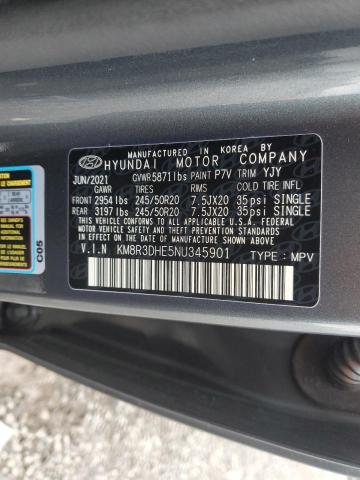 MANUFACTURED IN KOREA BY
HYUNDAI MOTOR COMPANY
JUN/2021 GVWR 5871lbs PAINT P7V TRIM YJY
GAWR TIRES RIMS COLD TIRE INFL
FRONT 2954 lbs 245/50R20 7.5JX20 35 psi SINGLE
REAR 3197 lbs 245/50R20 7.5JX20 35 psi SINGLE
THIS VEHICLE CONFORMS TO ALL APPLICABLE U.S.A. FEDERAL
MOTOR VEHICLE SAFETY, BUMPER, AND THEFT PREVENTION
STANDARDS IN EFFECT ON THE DATE OF MANUFACTURE SHOWN ABOVE.
V.I.N KM8R3DHE5NU345901 TYPE : MPV
C05